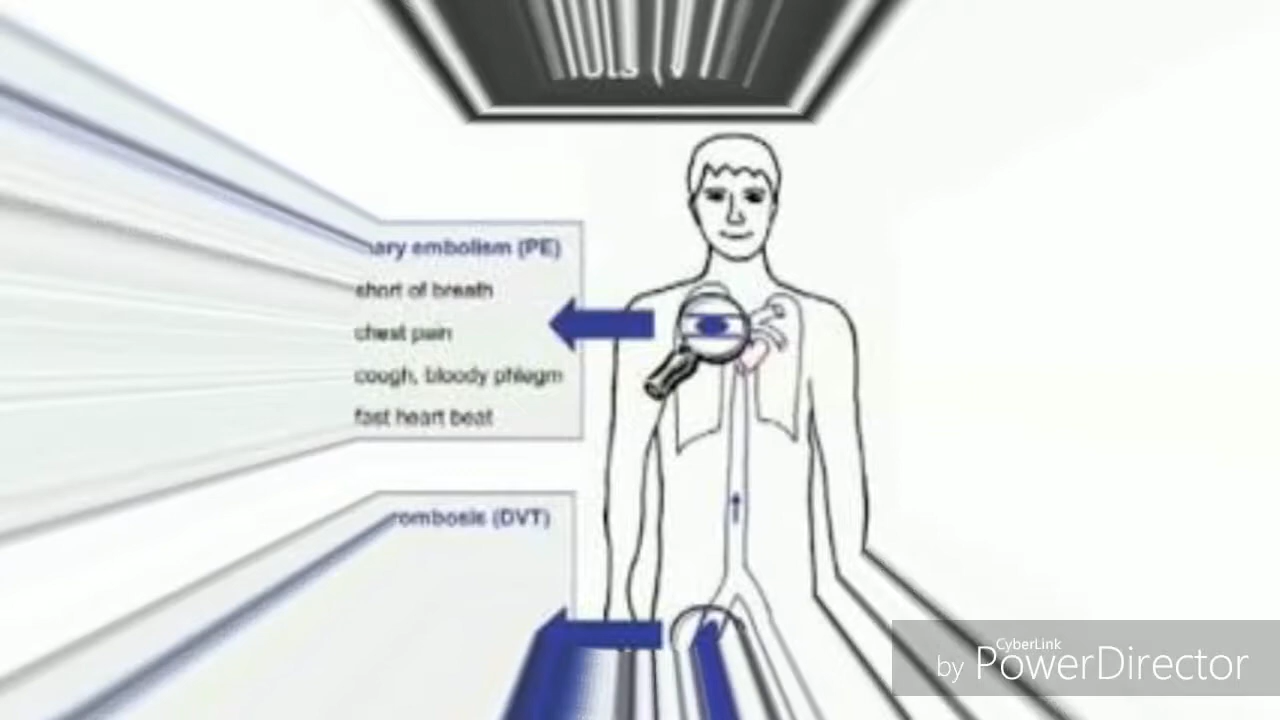 embolism (PE)
short of breath
chest pain
cough, bloody phlegm
fast heart beat
(DVT)
CyberLink
by PowerDirector